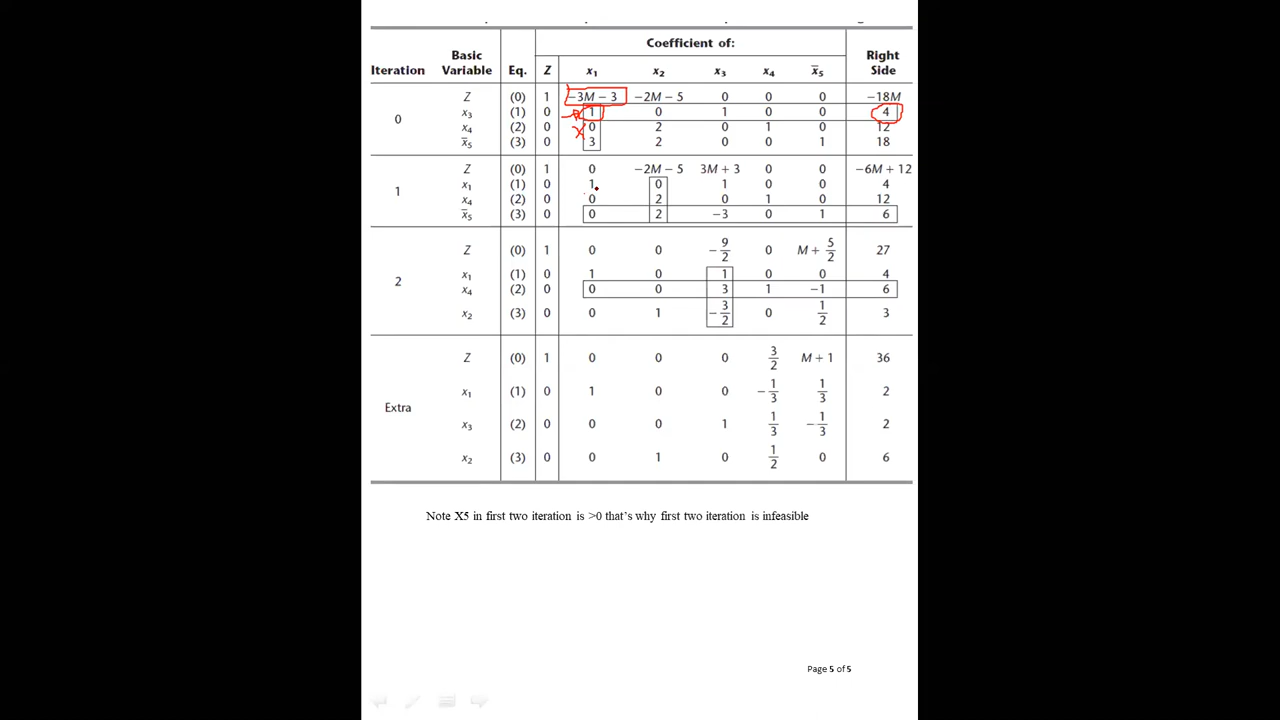 Coefficient of:
Iteration Basic Variable Eq. Z x₁ x₂ x₃ x₄ x̄₅ Right Side
0 Z (0) 1 −3M − 3 −2M − 5 0 0 0 −18M
x₃ (1) 0 1 0 1 0 0 4
x₄ (2) 0 0 2 0 1 0 12
x̄₅ (3) 0 3 2 0 0 1 18
1 Z (0) 1 0 −2M − 5 3M + 3 0 0 −6M + 12
x₁ (1) 0 1 0 1 0 0 4
x₄ (2) 0 0 2 0 1 0 12
x̄₅ (3) 0 0 2 −3 0 1 6
2 Z (0) 1 0 0 −9/2 0 M + 5/2 27
x₁ (1) 0 1 0 1 0 0 4
x₄ (2) 0 0 0 3 1 −1 6
x₂ (3) 0 0 1 −3/2 0 1/2 3
Extra Z (0) 1 0 0 0 3/2 M + 1 36
x₁ (1) 0 1 0 0 −1/3 1/3 2
x₃ (2) 0 0 0 1 1/3 −1/3 2
x₂ (3) 0 0 1 0 1/2 0 6
Note X5 in first two iteration is >0 that’s why first two iteration is infeasible
Page 5 of 5